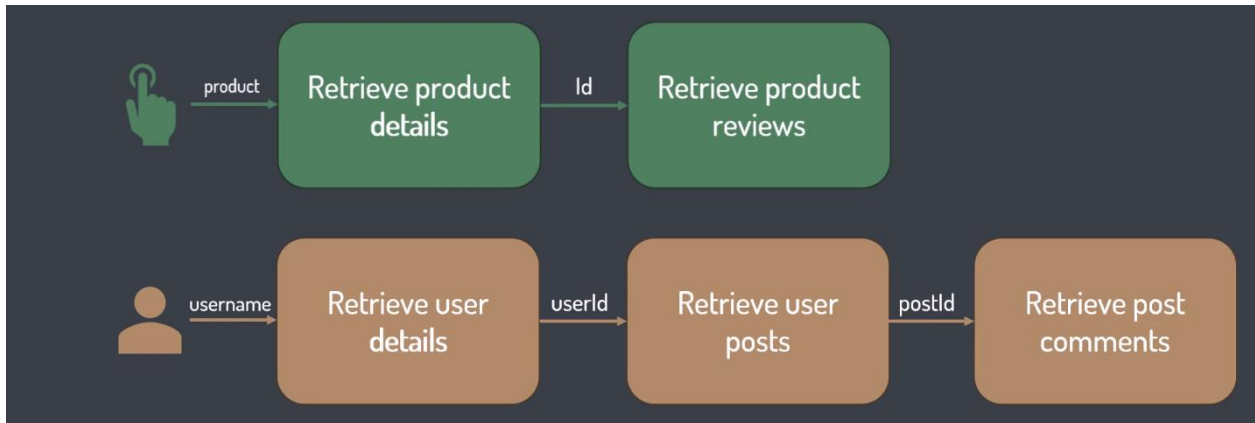 product
Retrieve product
details
Id
Retrieve product
reviews
username
Retrieve user
details
userId
Retrieve user
posts
postId
Retrieve post
comments